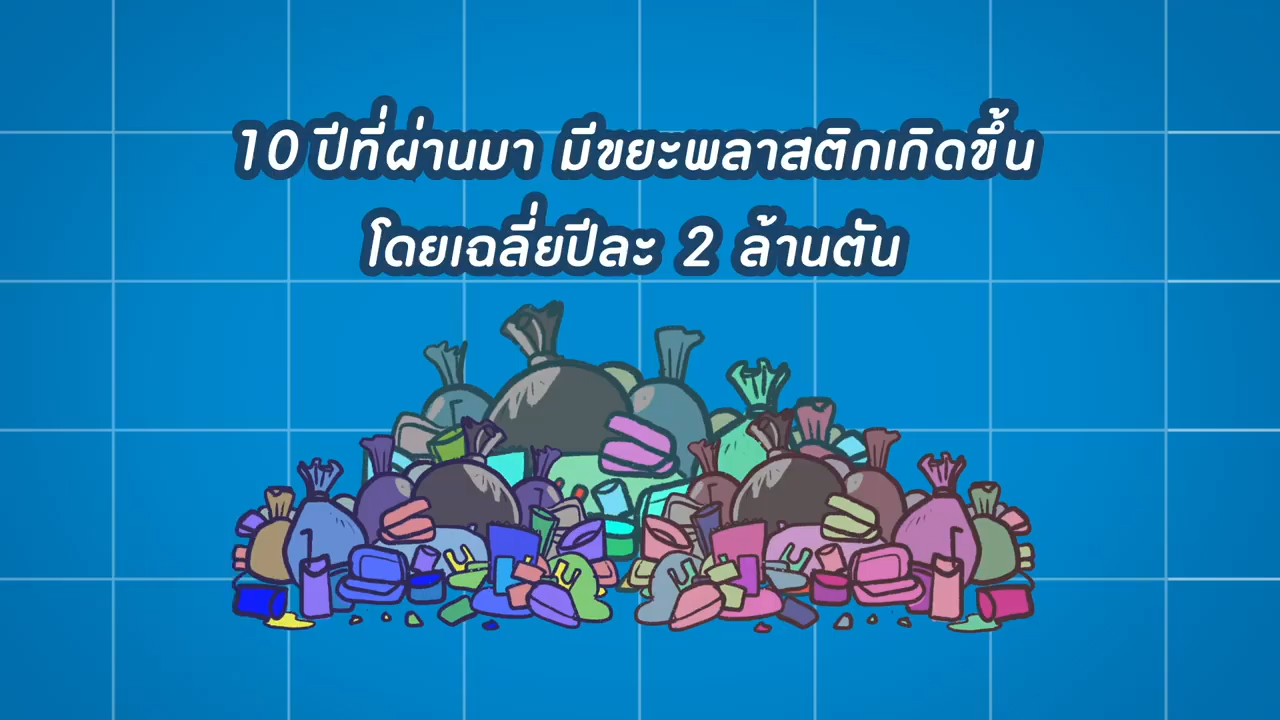 10 ปีที่ผ่านมา มีขยะพลาสติกเกิดขึ้น
โดยเฉลี่ยปีละ 2 ล้านตัน